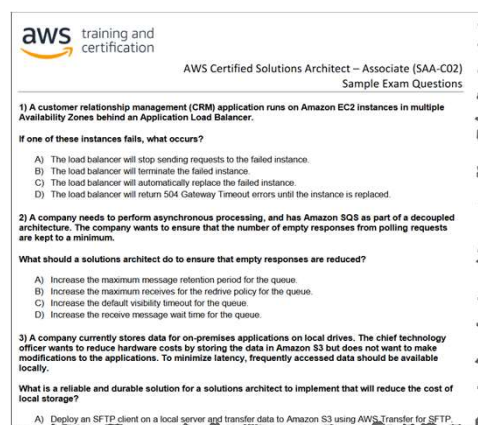 aws training and
certification
AWS Certified Solutions Architect – Associate (SAA-C02)
Sample Exam Questions
1) A customer relationship management (CRM) application runs on Amazon EC2 instances in multiple
Availability Zones behind an Application Load Balancer.
If one of these instances fails, what occurs?
A) The load balancer will stop sending requests to the failed instance.
B) The load balancer will terminate the failed instance.
C) The load balancer will automatically replace the failed instance.
D) The load balancer will return 504 Gateway Timeout errors until the instance is replaced.
2) A company needs to perform asynchronous processing, and has Amazon SQS as part of a decoupled
architecture. The company wants to ensure that the number of empty responses from polling requests
are kept to a minimum.
What should a solutions architect do to ensure that empty responses are reduced?
A) Increase the maximum message retention period for the queue.
B) Increase the maximum receives for the redrive policy for the queue.
C) Increase the default visibility timeout for the queue.
D) Increase the receive message wait time for the queue.
3) A company currently stores data for on-premises applications on local drives. The chief technology
officer wants to reduce hardware costs by storing the data in Amazon S3 but does not want to make
modifications to the applications. To minimize latency, frequently accessed data should be available
locally.
What is a reliable and durable solution for a solutions architect to implement that will reduce the cost of
local storage?
A) Deploy an SFTP client on a local server and transfer data to Amazon S3 using AWS Transfer for SFTP.